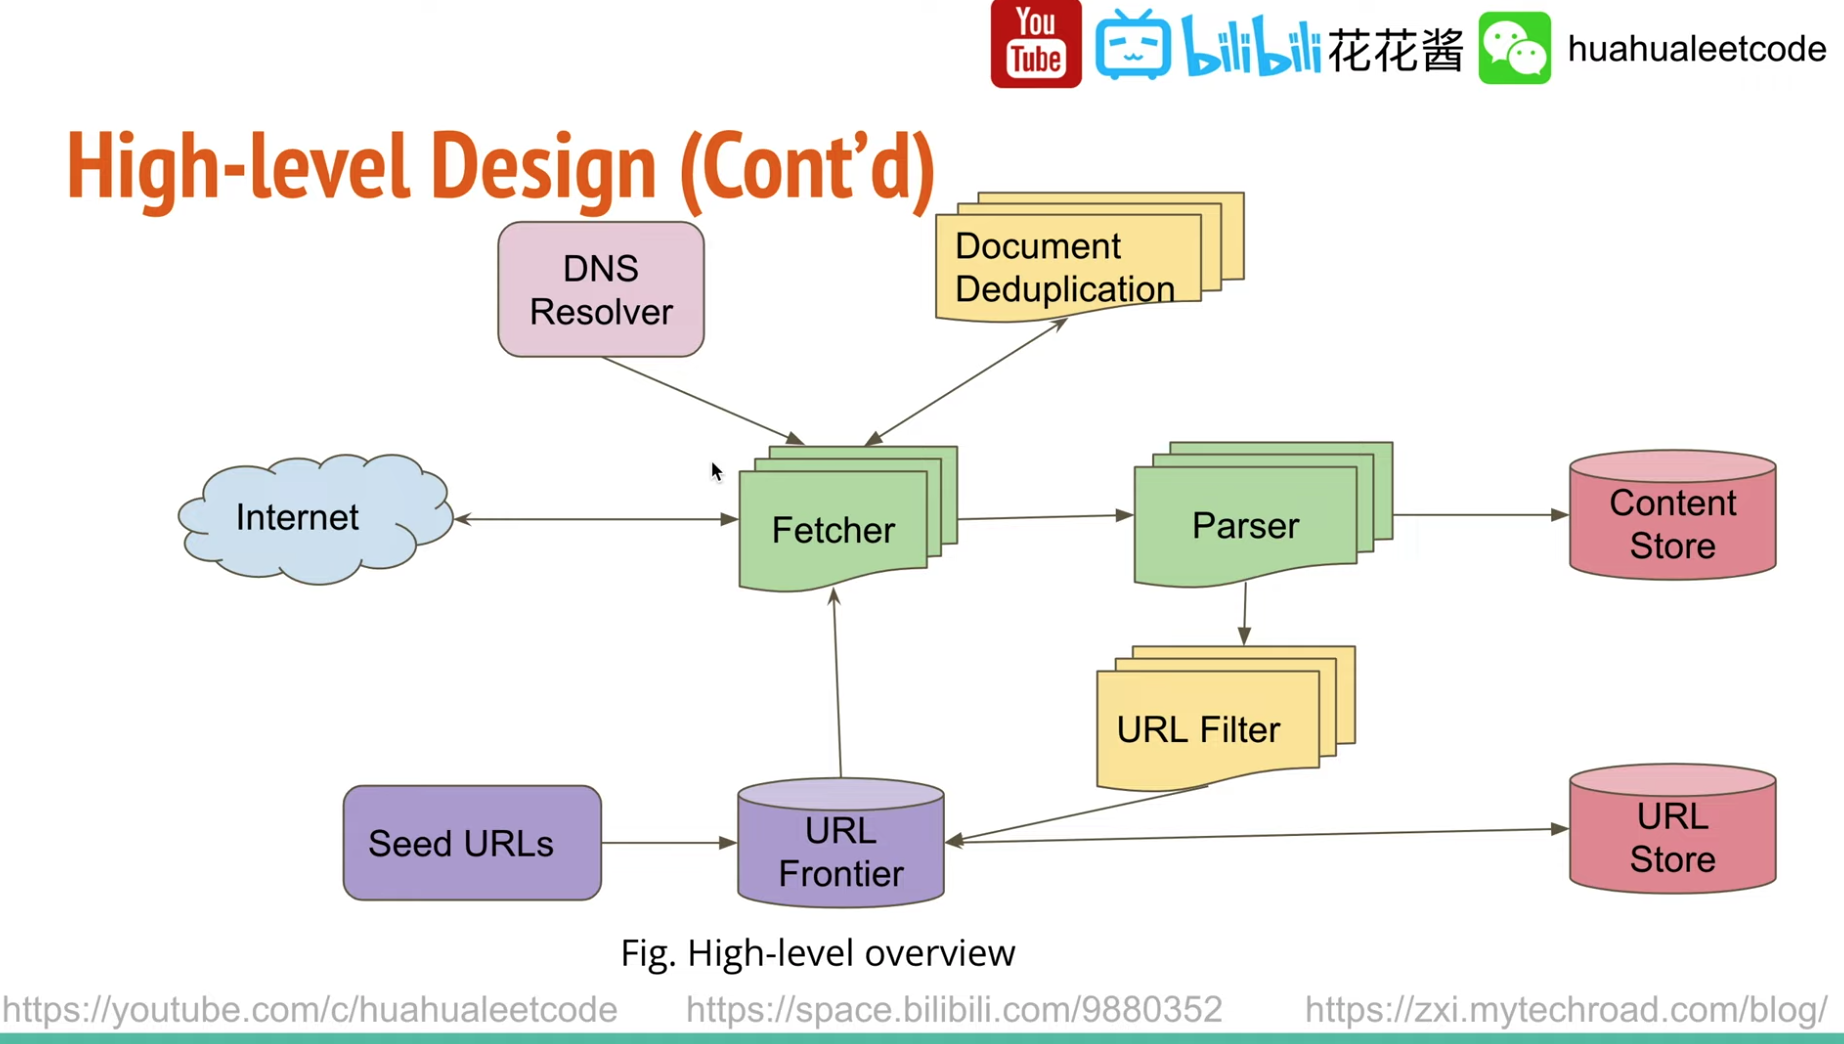 You
Tube
bilibili 花花酱
huahualeetcode
High-level Design (Cont’d)
DNS
Resolver
Document
Deduplication
Internet
Fetcher
Parser
Content
Store
URL Filter
Seed URLs
URL
Frontier
URL
Store
Fig. High-level overview
https://youtube.com/c/huahualeetcode
https://space.bilibili.com/9880352
https://zxi.mytechroad.com/blog/